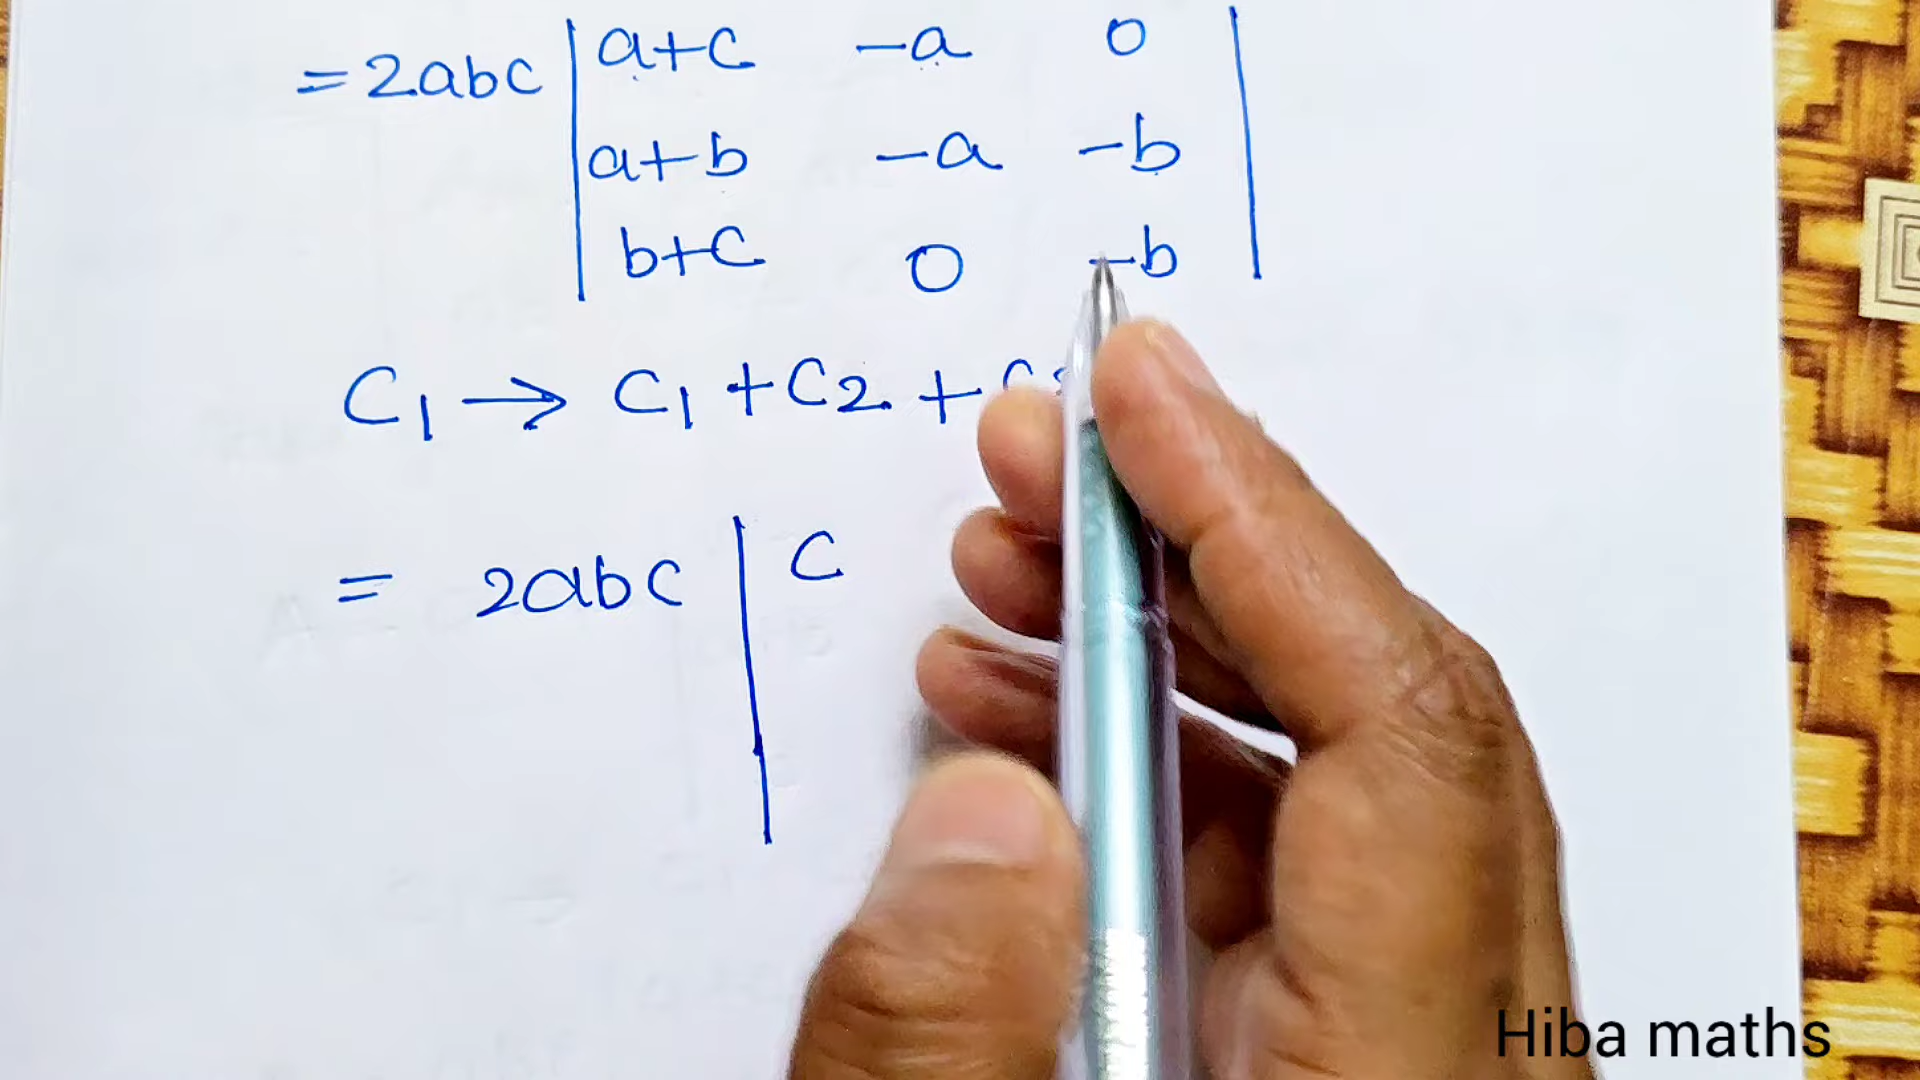 = 2abc | a+c -a 0 |
| a+b -a -b |
| b+c 0 -b |
C1 → C1 + C2 +
= 2abc | c
Hiba maths